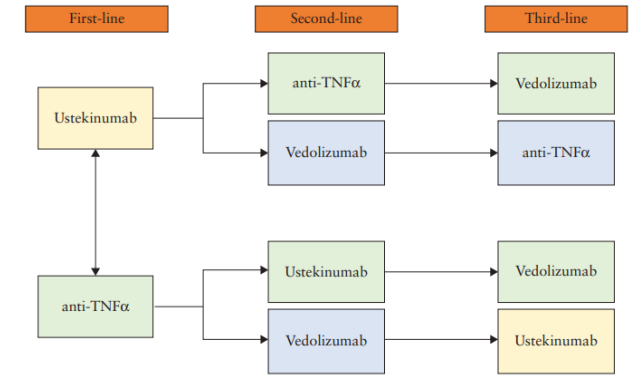 First-line
Second-line
Third-line
Ustekinumab
anti-TNFα
Vedolizumab
Vedolizumab
anti-TNFα
anti-TNFα
Ustekinumab
Vedolizumab
Vedolizumab
Ustekinumab